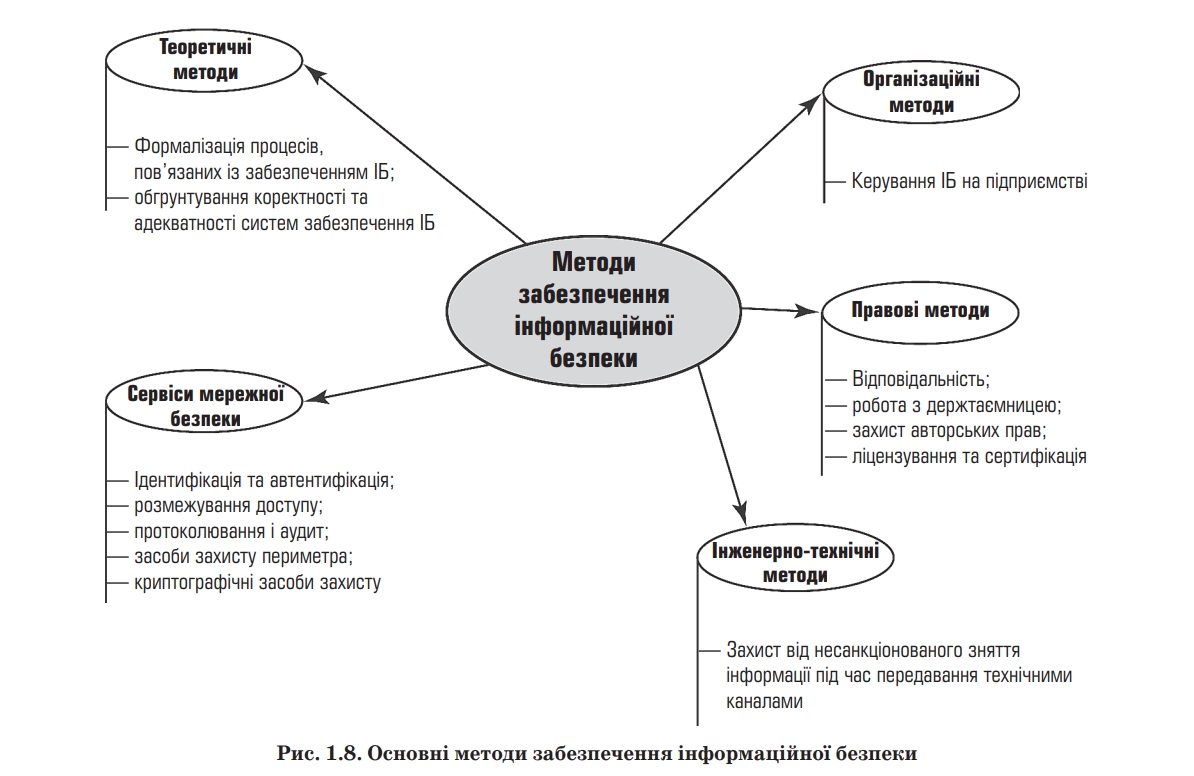 Теоретичні
методи
Формалізація процесів,
пов’язаних із забезпеченням ІБ;
обгрунтування коректності та
адекватності систем забезпечення ІБ
Організаційні
методи
Керування ІБ на підприємстві
Методи
забезпечення
інформаційної
безпеки
Правові методи
Відповідальність;
робота з держтаємницею;
захист авторських прав;
ліцензування та сертифікація
Сервіси мережної
безпеки
Ідентифікація та автентифікація;
розмежування доступу;
протоколювання і аудит;
засоби захисту периметра;
криптографічні засоби захисту
Інженерно-технічні
методи
Захист від несанкціонованого зняття
інформації під час передавання технічними
каналами
Рис. 1.8. Основні методи забезпечення інформаційної безпеки